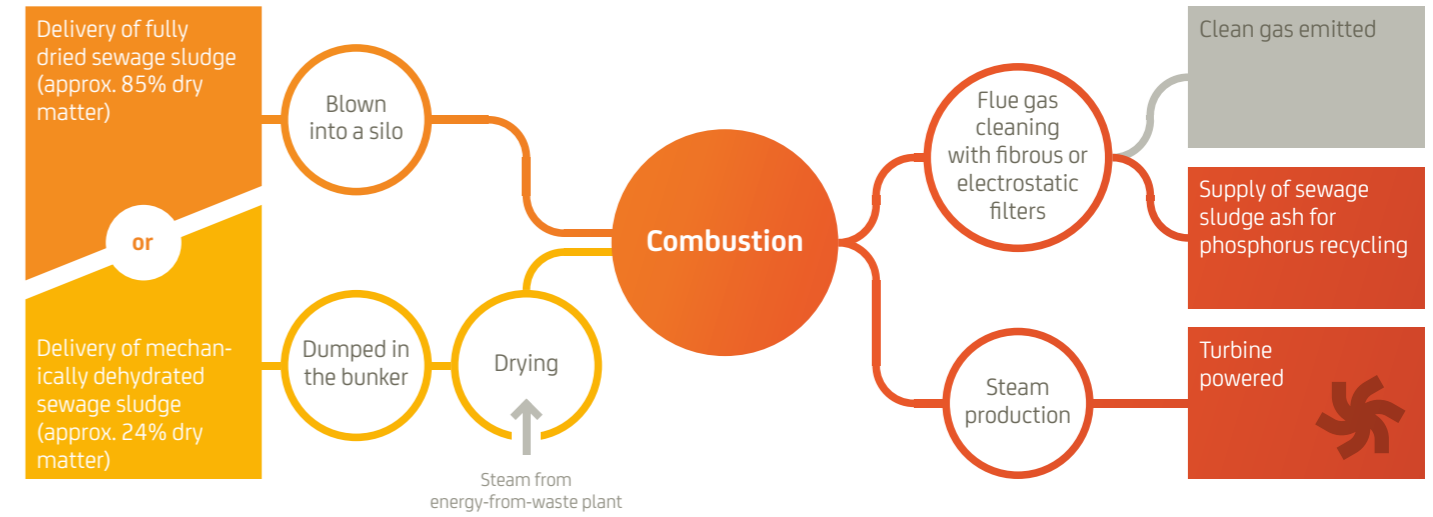 Delivery of fully
dried sewage sludge
(approx. 85% dry
matter)
or
Delivery of mechan-
ically dehydrated
sewage sludge
(approx. 24% dry
matter)
Blown
into a silo
Dumped in
the bunker
Drying
Steam from
energy-from-waste plant
Combustion
Flue gas
cleaning
with fibrous or
electrostatic
filters
Steam
production
Clean gas emitted
Supply of sewage
sludge ash for
phosphorus recycling
Turbine
powered